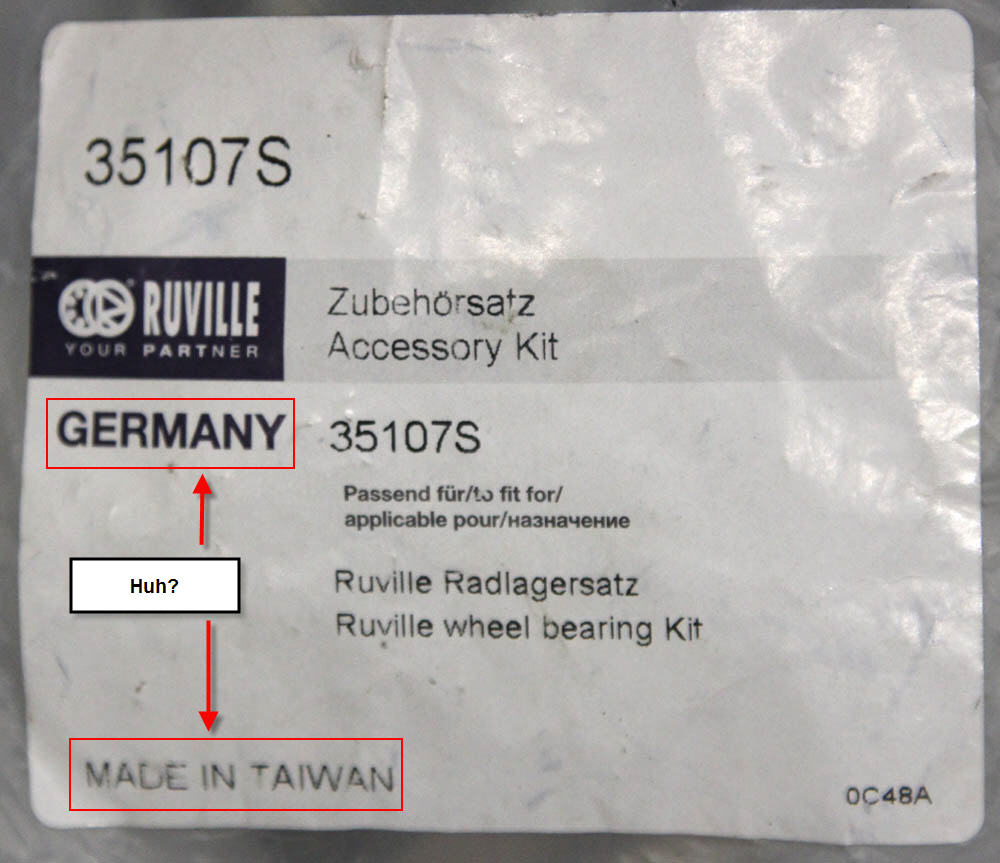 35107S
RUVILLE
YOUR PARTNER
Zubehörsatz
Accessory Kit
GERMANY
35107S
Passend für/to fit for/
applicable pour/назначение
Huh?
Ruville Radlagersatz
Ruville wheel bearing Kit
MADE IN TAIWAN
0C48A